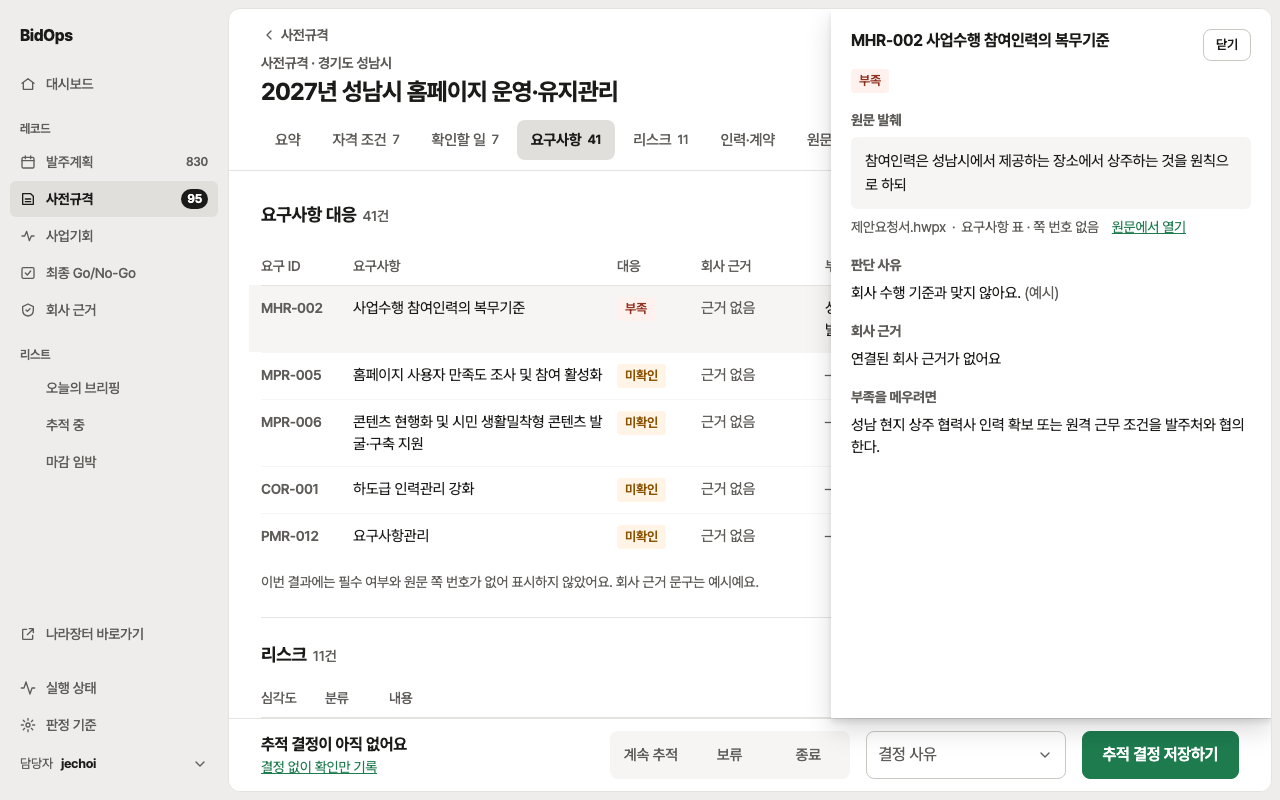 BidOps
대시보드
레코드
발주계획 830
사전규격 95
사업기회
최종 Go/No-Go
회사 근거
리스트
오늘의 브리핑
추적 중
마감 임박
나라장터 바로가기
실행 상태
판정 기준
담당자 jechoi
사전규격
사전규격 · 경기도 성남시
2027년 성남시 홈페이지 운영·유지관리
요약 자격 조건 7 확인할 일 7 요구사항 41 리스크 11 인력·계약 원문
요구사항 대응 41건
요구 ID 요구사항 대응 회사 근거
MHR-002 사업수행 참여인력의 복무기준 부족 근거 없음
MPR-005 홈페이지 사용자 만족도 조사 및 참여 활성화 미확인 근거 없음 –
MPR-006 콘텐츠 현행화 및 시민 생활밀착형 콘텐츠 발
굴·구축 지원 미확인 근거 없음 –
COR-001 하도급 인력관리 강화 미확인 근거 없음 –
PMR-012 요구사항관리 미확인 근거 없음 –
이번 결과에는 필수 여부와 원문 쪽 번호가 없어 표시하지 않았어요. 회사 근거 문구는 예시예요.
리스크 11건
심각도 분류 내용
MHR-002 사업수행 참여인력의 복무기준
닫기
부족
원문 발췌
참여인력은 성남시에서 제공하는 장소에서 상주하는 것을 원칙으
로 하되
제안요청서.hwpx · 요구사항 표 · 쪽 번호 없음 원문에서 열기
판단 사유
회사 수행 기준과 맞지 않아요. (예시)
회사 근거
연결된 회사 근거가 없어요
부족을 메우려면
성남 현지 상주 협력사 인력 확보 또는 원격 근무 조건을 발주처와 협의
한다.
추적 결정이 아직 없어요
결정 없이 확인만 기록
계속 추적 보류 종료
결정 사유
추적 결정 저장하기